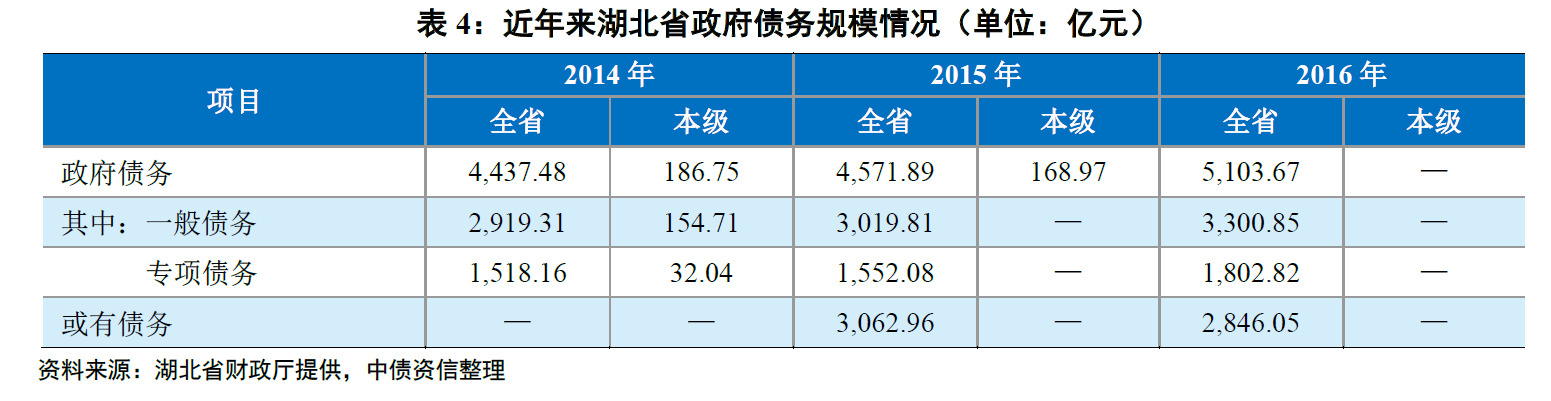 表 4：近年来湖北省政府债务规模情况（单位：亿元）
项目 2014 年 2015 年 2016 年
全省 本级 全省 本级 全省 本级
政府债务 4,437.48 186.75 4,571.89 168.97 5,103.67 —
其中：一般债务 2,919.31 154.71 3,019.81 — 3,300.85 —
专项债务 1,518.16 32.04 1,552.08 — 1,802.82 —
或有债务 — — 3,062.96 — 2,846.05 —
资料来源：湖北省财政厅提供，中债资信整理